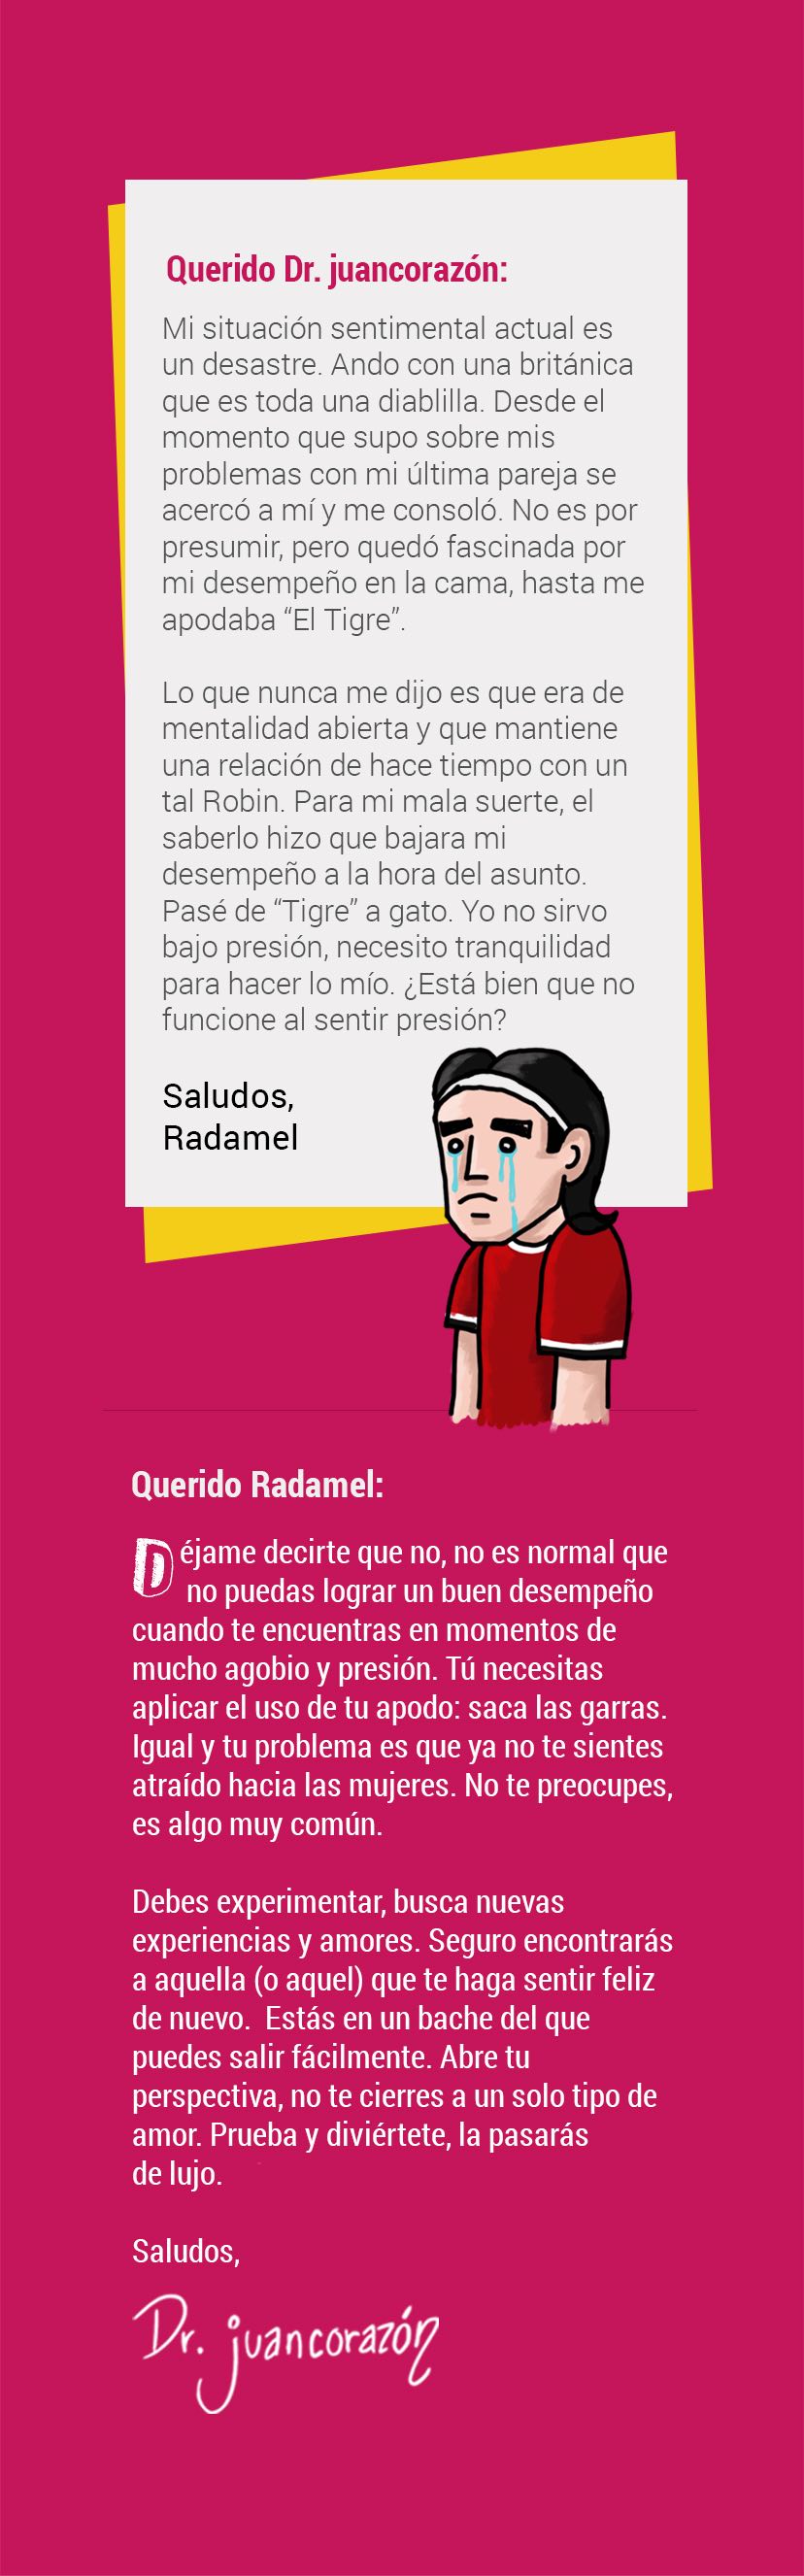 Querido Dr. juancorazón:
Mi situación sentimental actual es
un desastre. Ando con una británica
que es toda una diablilla. Desde el
momento que supo sobre mis
problemas con mi última pareja se
acercó a mí y me consoló. No es por
presumir, pero quedó fascinada por
mi desempeño en la cama, hasta me
apodaba “El Tigre”.
Lo que nunca me dijo es que era de
mentalidad abierta y que mantiene
una relación de hace tiempo con un
tal Robin. Para mi mala suerte, el
saberlo hizo que bajara mi
desempeño a la hora del asunto.
Pasé de “Tigre” a gato. Yo no sirvo
bajo presión, necesito tranquilidad
para hacer lo mío. ¿Está bien que no
funcione al sentir presión?
Saludos,
Radamel
Querido Radamel:
Déjame decirte que no, no es normal que
no puedas lograr un buen desempeño
cuando te encuentras en momentos de
mucho agobio y presión. Tú necesitas
aplicar el uso de tu apodo: saca las garras.
Igual y tu problema es que ya no te sientes
atraído hacia las mujeres. No te preocupes,
es algo muy común.
Debes experimentar, busca nuevas
experiencias y amores. Seguro encontrarás
a aquella (o aquel) que te haga sentir feliz
de nuevo.  Estás en un bache del que
puedes salir fácilmente. Abre tu
perspectiva, no te cierres a un solo tipo de
amor. Prueba y diviértete, la pasarás
de lujo.
Saludos,
Dr. juancorazón